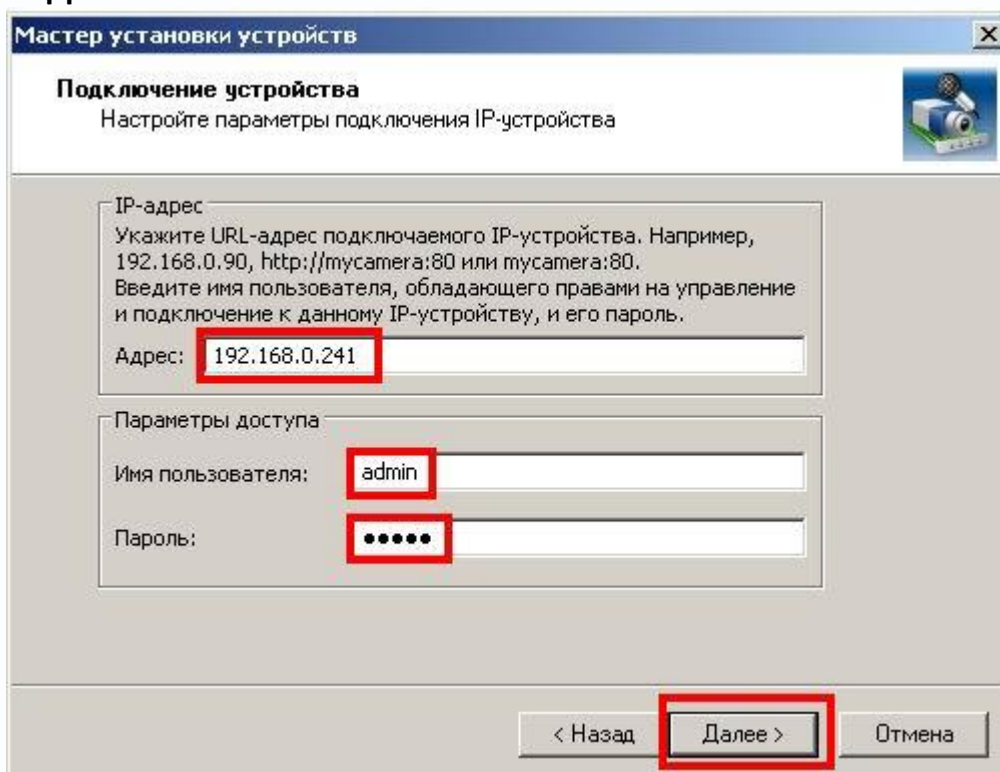 Мастер установки устройств
Подключение устройства
Настройте параметры подключения IP-устройства
IP-адрес
Укажите URL-адрес подключаемого IP-устройства. Например,
192.168.0.90, http://mycamera:80 или mycamera:80.
Введите имя пользователя, обладающего правами на управление
и подключение к данному IP-устройству, и его пароль.
Адрес: 192.168.0.241
Параметры доступа
Имя пользователя: admin
Пароль: •••••
< Назад Далее > Отмена